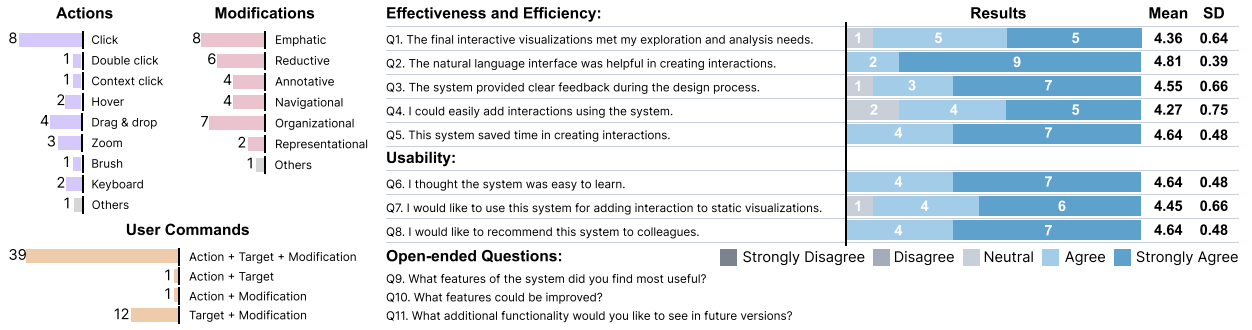 Actions
8 Click
1 Double click
1 Context click
2 Hover
4 Drag & drop
3 Zoom
1 Brush
2 Keyboard
1 Others
Modifications
8 Emphatic
6 Reductive
4 Annotative
4 Navigational
7 Organizational
2 Representational
1 Others
User Commands
39 Action + Target + Modification
1 Action + Target
1 Action + Modification
12 Target + Modification
Effectiveness and Efficiency: Results Mean SD
Q1. The final interactive visualizations met my exploration and analysis needs. 1 5 5 4.36 0.64
Q2. The natural language interface was helpful in creating interactions. 2 9 4.81 0.39
Q3. The system provided clear feedback during the design process. 1 3 7 4.55 0.66
Q4. I could easily add interactions using the system. 2 4 5 4.27 0.75
Q5. This system saved time in creating interactions. 4 7 4.64 0.48
Usability:
Q6. I thought the system was easy to learn. 4 7 4.64 0.48
Q7. I would like to use this system for adding interaction to static visualizations. 1 4 6 4.45 0.66
Q8. I would like to recommend this system to colleagues. 4 7 4.64 0.48
Open-ended Questions: Strongly Disagree Disagree Neutral Agree Strongly Agree
Q9. What features of the system did you find most useful?
Q10. What features could be improved?
Q11. What additional functionality would you like to see in future versions?